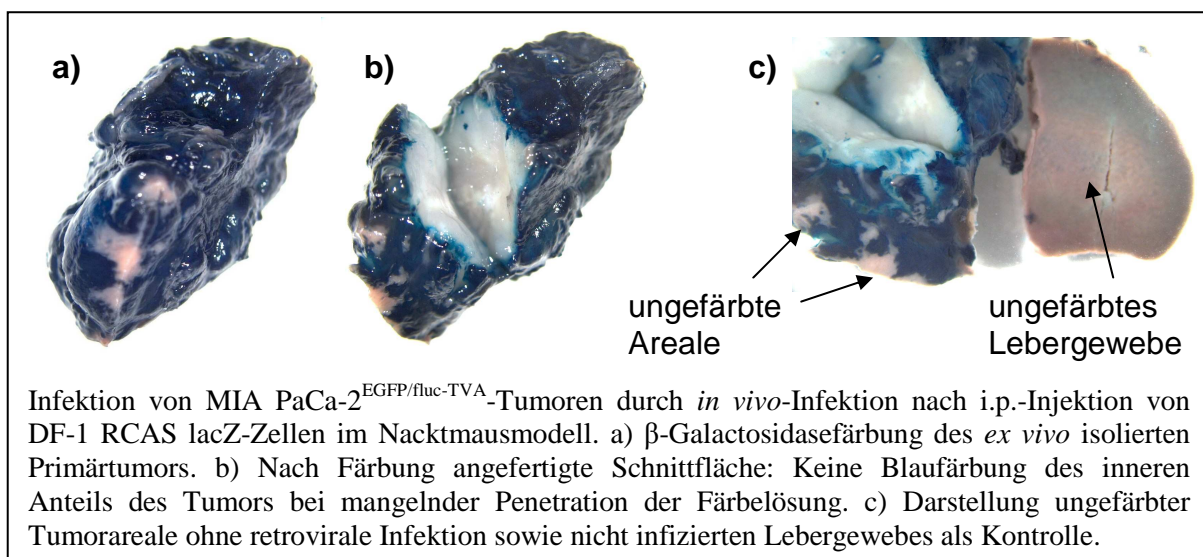 a)
b)
c)
ungefärbte
Areale
ungefärbtes
Lebergewebe
Infektion von MIA PaCa-2EGFP/fluc-TVA-Tumoren durch in vivo-Infektion nach i.p.-Injektion von
DF-1 RCAS lacZ-Zellen im Nacktmausmodell. a) β-Galactosidasefärbung des ex vivo isolierten
Primärtumors. b) Nach Färbung angefertigte Schnittfläche: Keine Blaufärbung des inneren
Anteils des Tumors bei mangelnder Penetration der Färbelösung. c) Darstellung ungefärbter
Tumorareale ohne retrovirale Infektion sowie nicht infizierten Lebergewebes als Kontrolle.